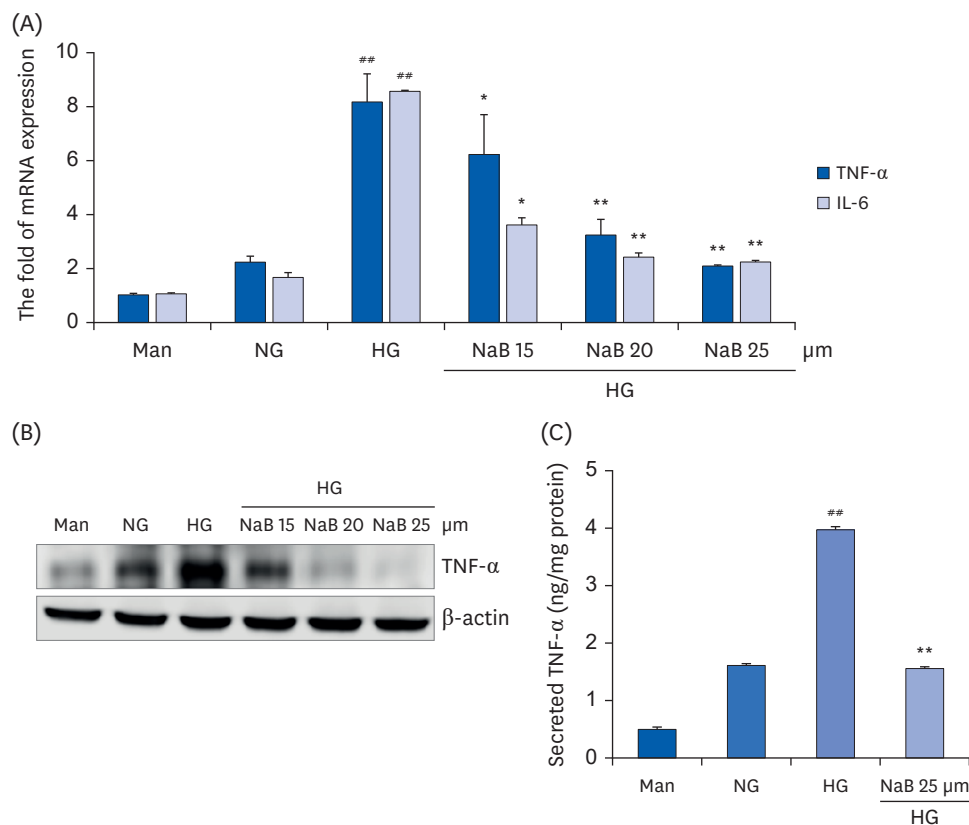 (A)
The fold of mRNA expression
10
8
6
4
2
0
## ## * * ** ** ** **
TNF-α
IL-6
Man NG HG NaB 15 NaB 20 NaB 25 μm
HG
(B)
HG
Man NG HG NaB 15 NaB 20 NaB 25 μm
TNF-α
β-actin
(C)
Secreted TNF-α (ng/mg protein)
5
4
3
2
1
0
## **
Man NG HG NaB 25 μm
HG